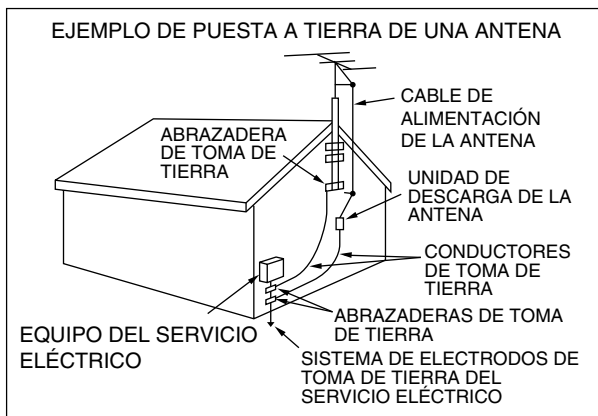 EJEMPLO DE PUESTA A TIERRA DE UNA ANTENA
CABLE DE
ALIMENTACIÓN
DE LA ANTENA
ABRAZADERA
DE TOMA DE
TIERRA
UNIDAD DE
DESCARGA DE LA
ANTENA
CONDUCTORES
DE TOMA DE
TIERRA
ABRAZADERAS DE TOMA
DE TIERRA
EQUIPO DEL SERVICIO
ELÉCTRICO
SISTEMA DE ELECTRODOS DE
TOMA DE TIERRA DEL
SERVICIO ELÉCTRICO